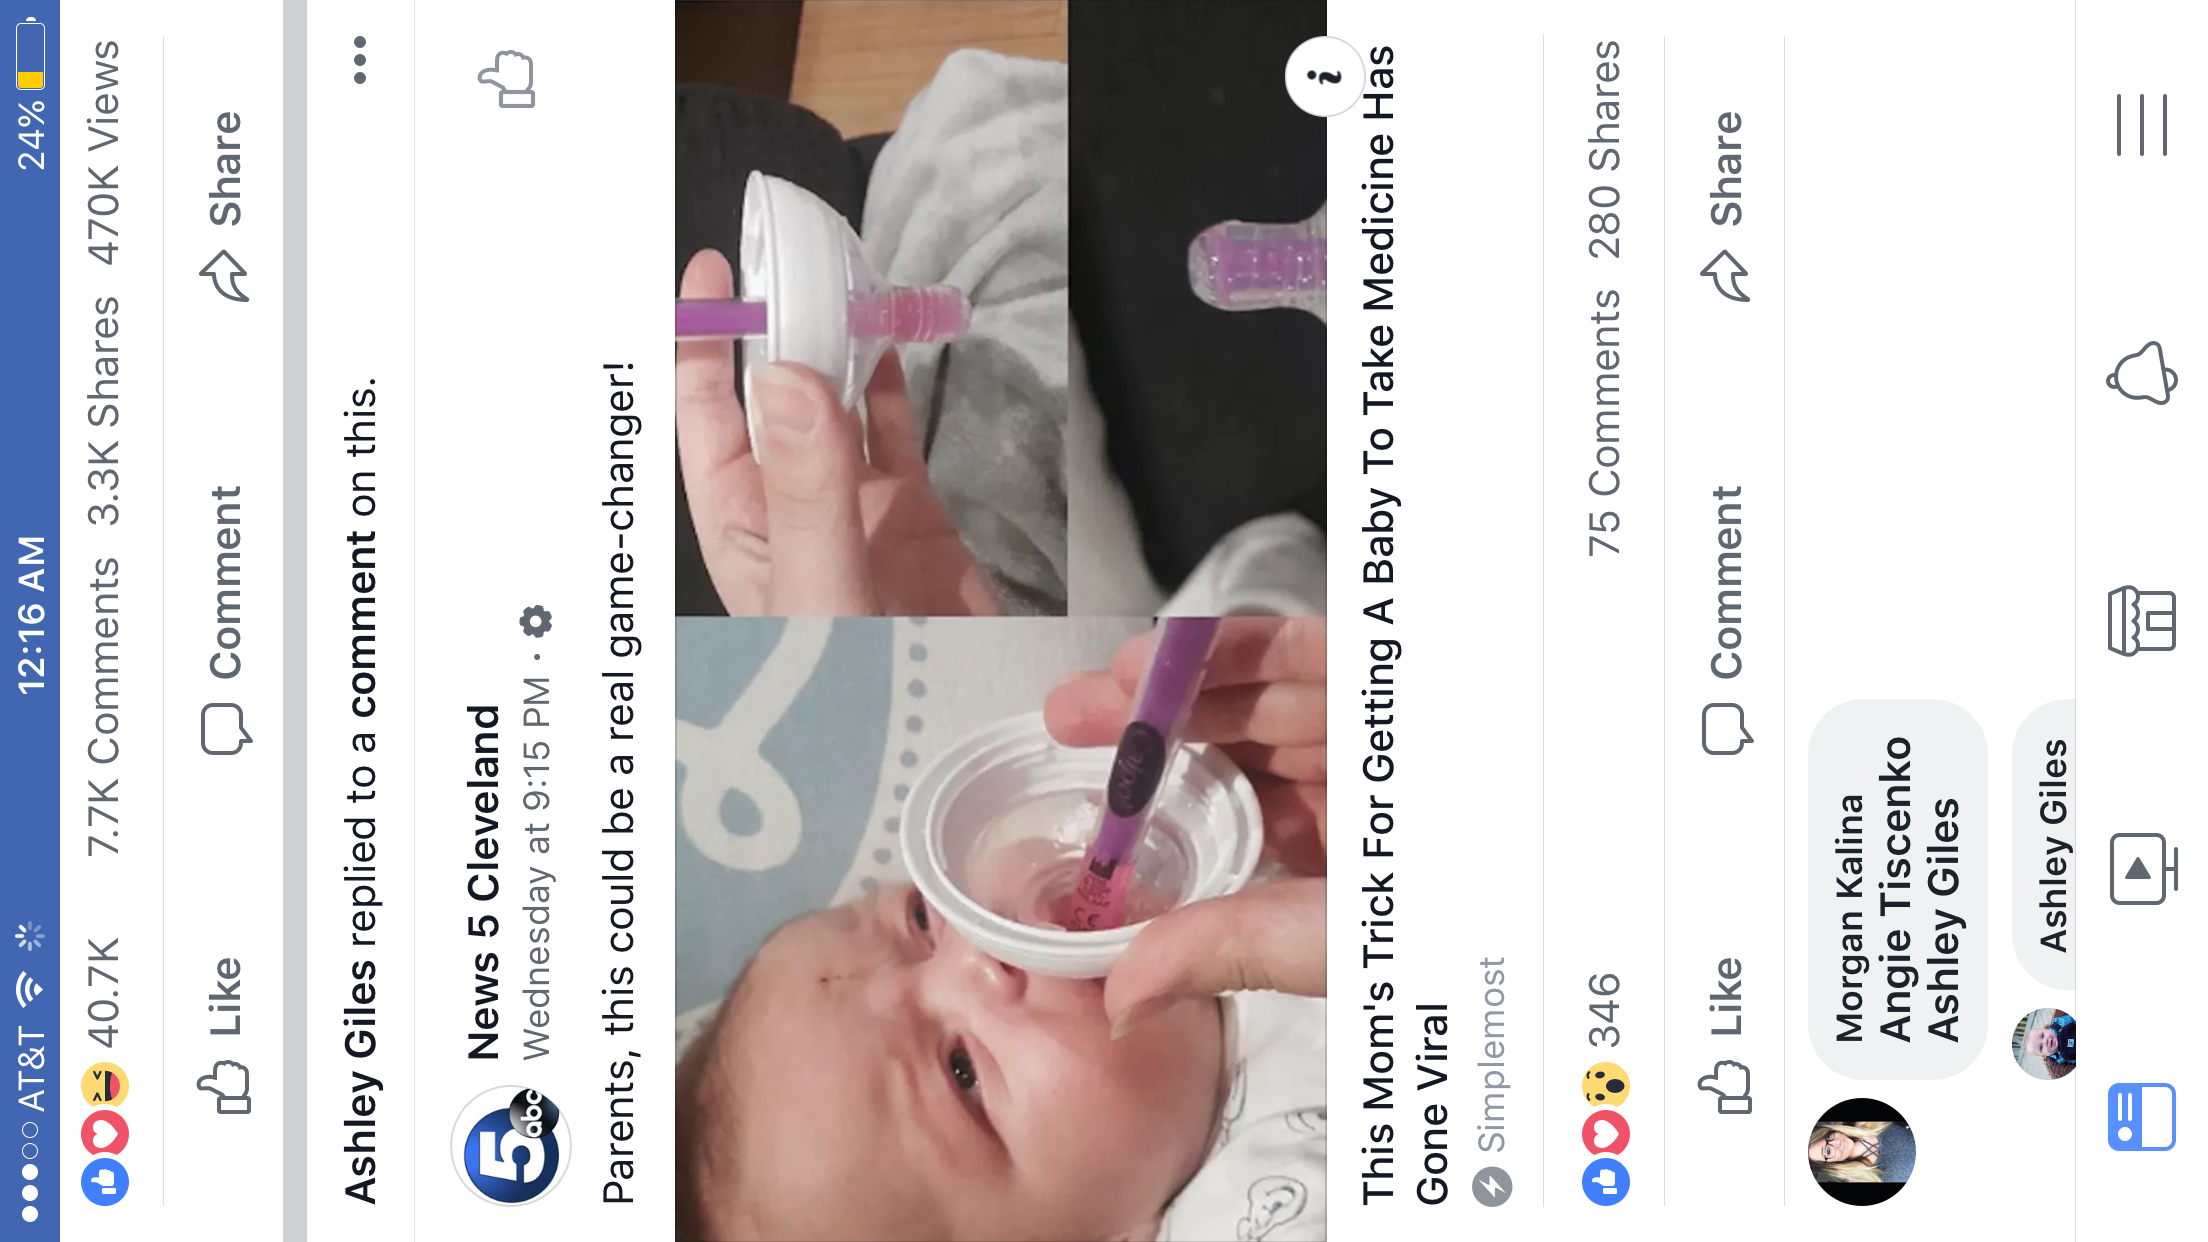 AT&T 12:16 AM 24%
40.7K 7.7K Comments 3.3K Shares 470K Views
Like Comment Share
Ashley Giles replied to a comment on this.
5 abc
News 5 Cleveland
Wednesday at 9:15 PM ·
Parents, this could be a real game-changer!
CE
i
This Mom's Trick For Getting A Baby To Take Medicine Has
Gone Viral
Simplemost
346 75 Comments 280 Shares
Like Comment Share
Morgan Kalina
Angie Tiscenko
Ashley Giles
Ashley Giles